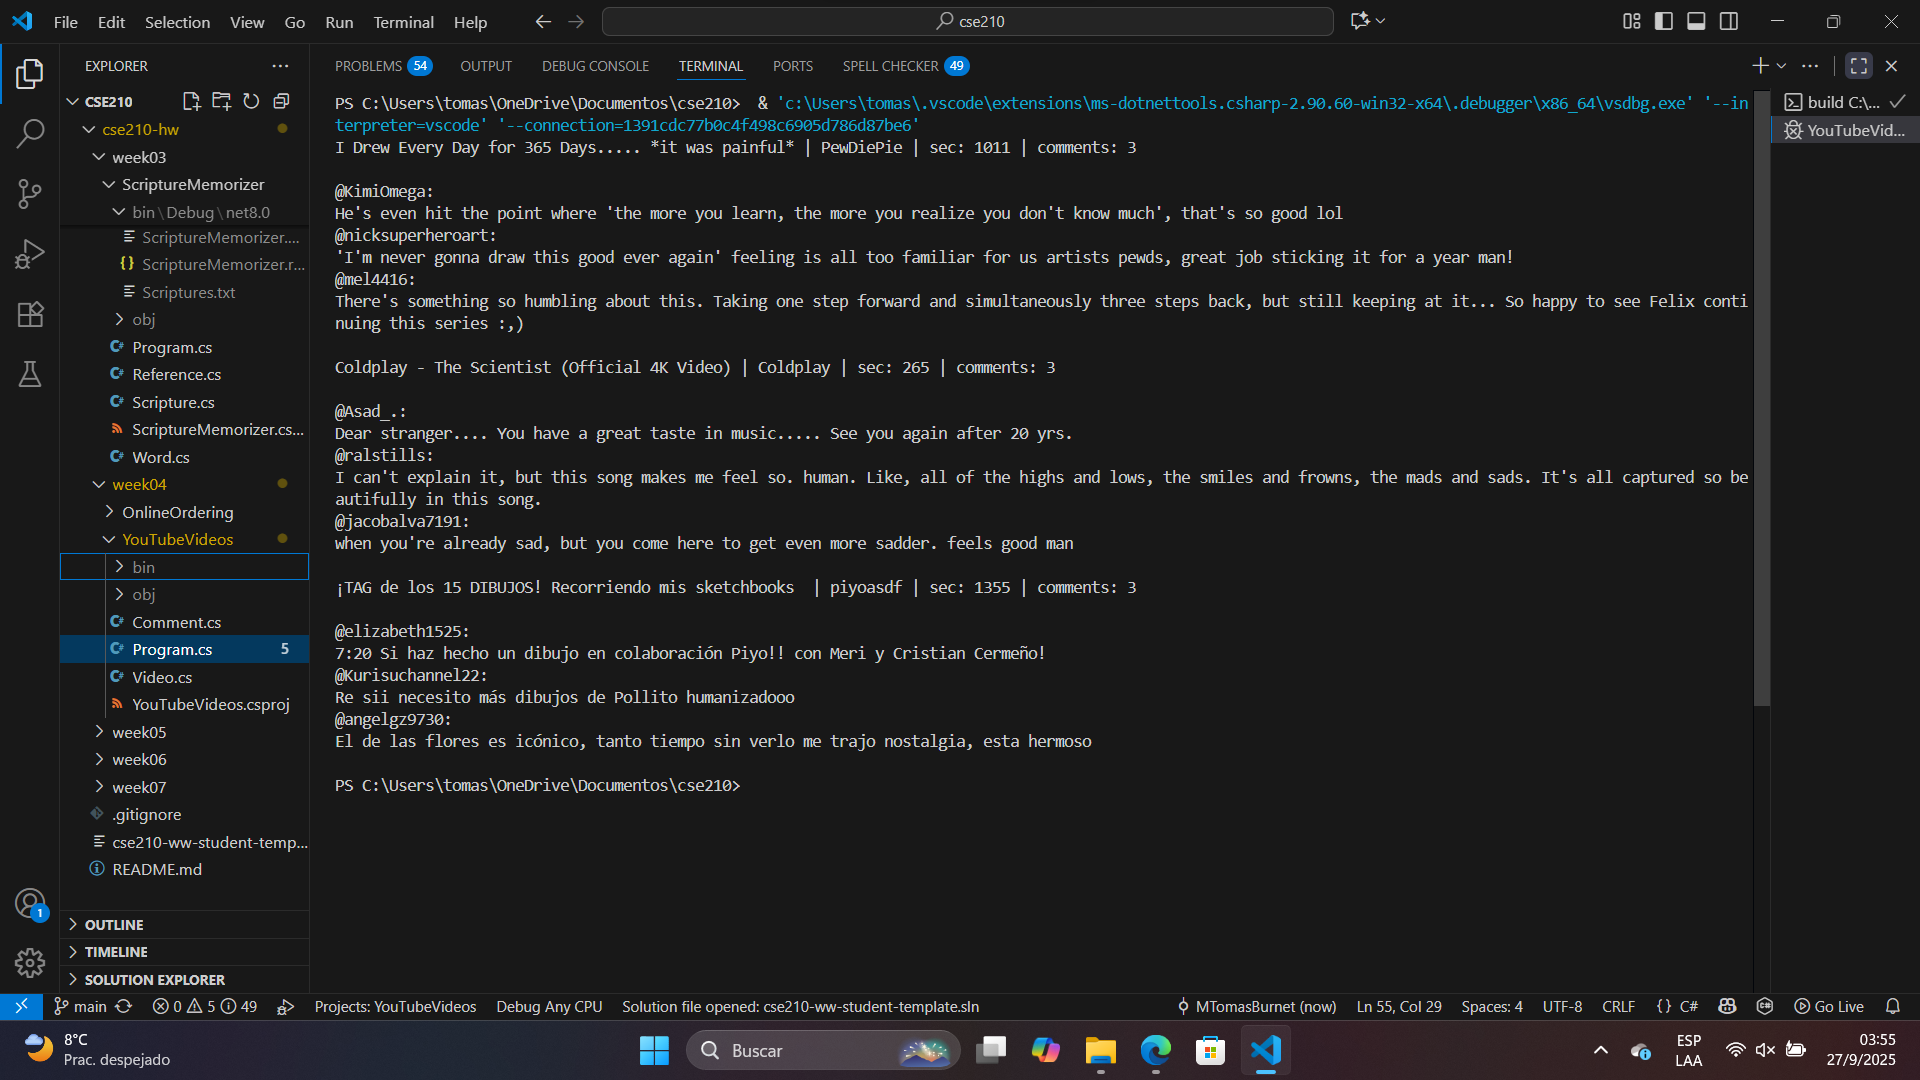 File Edit Selection View Go Run Terminal Help
cse210
EXPLORER
CSE210
cse210-hw
week03
ScriptureMemorizer
bin\Debug\net8.0
ScriptureMemorizer....
ScriptureMemorizer.r...
Scriptures.txt
obj
Program.cs
Reference.cs
Scripture.cs
ScriptureMemorizer.cs...
Word.cs
week04
OnlineOrdering
YouTubeVideos
bin
obj
Comment.cs
Program.cs 5
Video.cs
YouTubeVideos.csproj
week05
week06
week07
.gitignore
cse210-ww-student-temp...
README.md
OUTLINE
TIMELINE
SOLUTION EXPLORER
1
PROBLEMS 54 OUTPUT DEBUG CONSOLE TERMINAL PORTS SPELL CHECKER 49
PS C:\Users\tomas\OneDrive\Documentos\cse210>  & 'c:\Users\tomas\.vscode\extensions\ms-dotnettools.csharp-2.90.60-win32-x64\.debugger\x86_64\vsdbg.exe' '--in
terpreter=vscode' '--connection=1391cdc77b0c4f498c6905d786d87be6'
I Drew Every Day for 365 Days..... *it was painful* | PewDiePie | sec: 1011 | comments: 3
@KimiOmega:
He's even hit the point where 'the more you learn, the more you realize you don't know much', that's so good lol
@nicksuperheroart:
'I'm never gonna draw this good ever again' feeling is all too familiar for us artists pewds, great job sticking it for a year man!
@mel4416:
There's something so humbling about this. Taking one step forward and simultaneously three steps back, but still keeping at it... So happy to see Felix conti
nuing this series :,)
Coldplay - The Scientist (Official 4K Video) | Coldplay | sec: 265 | comments: 3
@Asad_.:
Dear stranger.... You have a great taste in music..... See you again after 20 yrs.
@ralstills:
I can't explain it, but this song makes me feel so. human. Like, all of the highs and lows, the smiles and frowns, the mads and sads. It's all captured so be
autifully in this song.
@jacobalva7191:
when you're already sad, but you come here to get even more sadder. feels good man
¡TAG de los 15 DIBUJOS! Recorriendo mis sketchbooks  | piyoasdf | sec: 1355 | comments: 3
@elizabeth1525:
7:20 Si haz hecho un dibujo en colaboración Piyo!! con Meri y Cristian Cermeño!
@Kurisuchannel22:
Re sii necesito más dibujos de Pollito humanizadooo
@angelgz9730:
El de las flores es icónico, tanto tiempo sin verlo me trajo nostalgia, esta hermoso
PS C:\Users\tomas\OneDrive\Documentos\cse210>
build C:\...
YouTubeVid...
main 0 5 49 Projects: YouTubeVideos Debug Any CPU Solution file opened: cse210-ww-student-template.sln MTomasBurnet (now) Ln 55, Col 29 Spaces: 4 UTF-8 CRLF {} C# Go Live
8°C
Prac. despejado
Buscar
ESP
LAA
03:55
27/9/2025